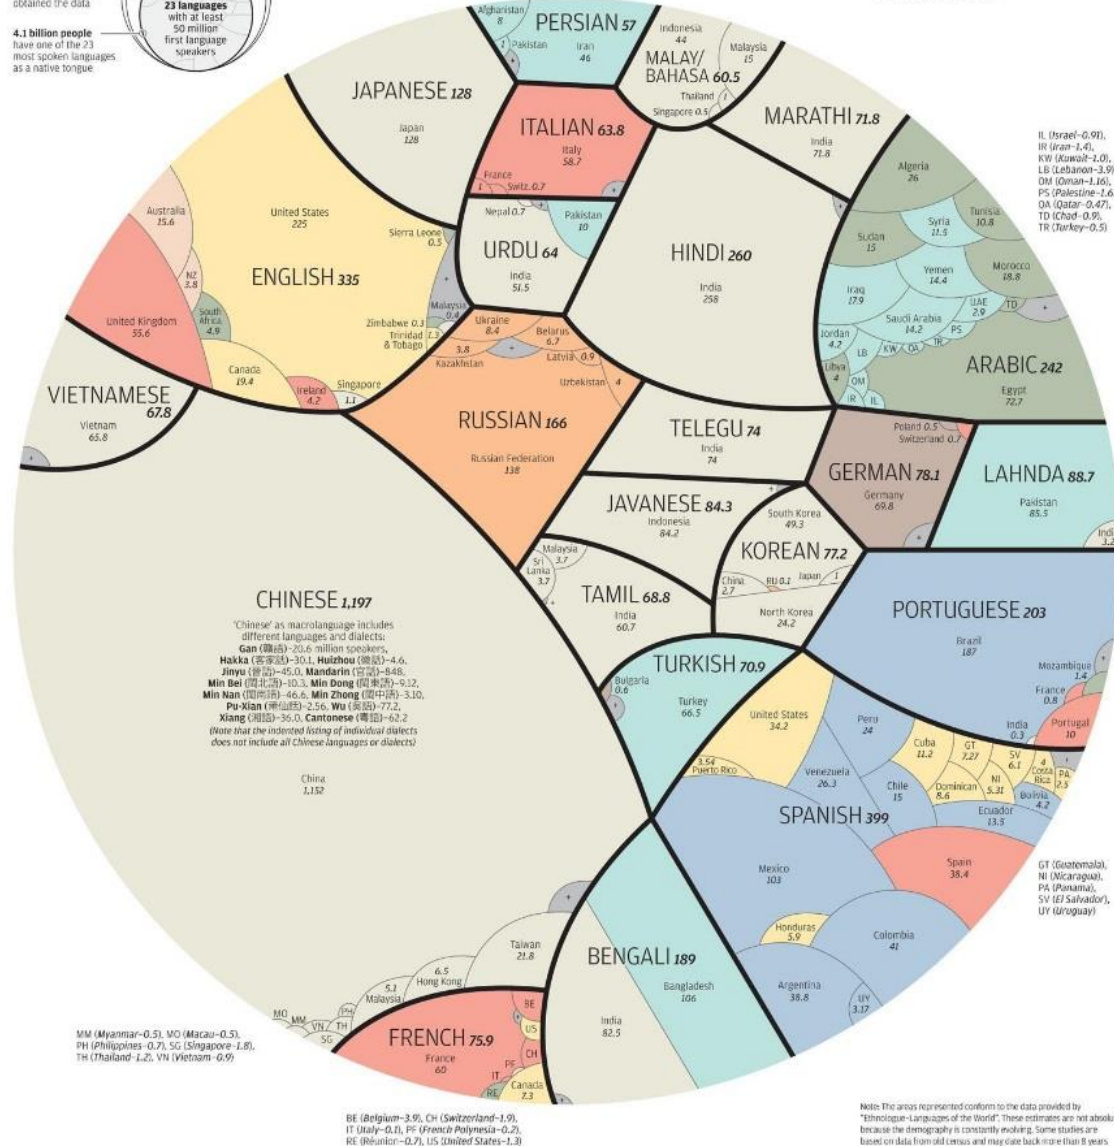 obtained the data
4.1 billion people
have one of the 23
most spoken languages
as a native tongue
23 languages
with at least
50 million
first language
speakers
Afghanistan
8
1 Pakistan
PERSIAN 57
Iran
46
Indonesia
44
MALAY/
BAHASA 60.5
Malaysia
15
Thailand 1
Singapore 0.5
JAPANESE 128
Japan
128
ITALIAN 63.8
Italy
58.7
France
1
Switz. 0.7
MARATHI 71.8
India
71.8
IL (Israel–0.91),
IR (Iran–1.4),
KW (Kuwait–1.0),
LB (Lebanon–3.9)
OM (Oman–1.16),
PS (Palestine–1.6
QA (Qatar–0.47),
TD (Chad–0.9),
TR (Turkey–0.5)
Australia
15.6
NZ
3.8
United Kingdom
55.6
South
Africa
4.9
United States
225
ENGLISH 335
Sierra Leone
0.5
Malaysia
0.4
Zimbabwe 0.3
Trinidad
& Tobago
1.3
Canada
19.4
Ireland
4.2
Singapore
1.1
Nepal 0.7
Pakistan
10
URDU 64
India
51.5
HINDI 260
India
258
Algeria
26
Syria
11.5
Tunisia
10.8
Sudan
15
Yemen
14.4
Morocco
18.8
Iraq
17.9
UAE
2.9
TD
Saudi Arabia
14.2
PS
TR
QA
KW
LB
Jordan
4.2
Libya
4
OM
IR
IL
ARABIC 242
Egypt
72.7
VIETNAMESE
67.8
Vietnam
65.8
Ukraine
8.4
Belarus
6.7
3.8
Kazakhstan
Latvia 0.9
Uzbekistan 4
RUSSIAN 166
Russian Federation
138
TELEGU 74
India
74
Poland 0.5
Switzerland 0.7
GERMAN 78.1
Germany
69.8
LAHNDA 88.7
Pakistan
85.5
India
3.2
JAVANESE 84.3
Indonesia
84.2
South Korea
49.3
KOREAN 77.2
China
2.7
RU 0.1
Japan 1
North Korea
24.2
Malaysia
3.7
Sri
Lanka
3.7
TAMIL 68.8
India
60.7
CHINESE 1,197
'Chinese' as macrolanguage includes
different languages and dialects:
Gan (贛語)–20.6 million speakers,
Hakka (客家話)–30.1, Huizhou (徽語)–4.6,
Jinyu (晉語)–45.0, Mandarin (官話)–848,
Min Bei (閩北語)–10.3, Min Dong (閩東語)–9.12,
Min Nan (閩南語)–46.6, Min Zhong (閩中語)–3.10,
Pu-Xian (莆仙話)–2.56, Wu (吳語)–77.2,
Xiang (湘語)–36.0, Cantonese (粵語)–62.2
(Note that the indented listing of individual dialects
does not include all Chinese languages or dialects)
China
1,152
PORTUGUESE 203
Brazil
187
Mozambique
1.4
France
0.8
India
0.3
Portugal
10
TURKISH 70.9
Bulgaria
0.6
Turkey
66.5
United States
34.2
3.54
Puerto Rico
Peru
24
Venezuela
26.3
Cuba
11.2
GT
7.27
SV
6.1
4
Costa
Rica
PA
2.5
Dominican
8.6
NI
5.31
Bolivia
4.2
Chile
15
Ecuador
13.5
SPANISH 399
Mexico
103
Spain
38.4
Honduras
5.9
Colombia
41
Argentina
38.8
UY
3.17
GT (Guatemala),
NI (Nicaragua),
PA (Panama),
SV (El Salvador),
UY (Uruguay)
BENGALI 189
India
82.5
Bangladesh
106
Taiwan
21.8
6.5
Hong Kong
5.1
Malaysia
MO
MM
VN
PH
TH
SG
MM (Myanmar–0.5), MO (Macau–0.5),
PH (Philippines–0.7), SG (Singapore–1.8),
TH (Thailand–1.2), VN (Vietnam–0.9)
FRENCH 75.9
France
60
BE
US
CH
PF
IT
RE
Canada
7.3
BE (Belgium–3.9), CH (Switzerland–1.9),
IT (Italy–0.1), PF (French Polynesia–0.2),
RE (Réunion–0.7), US (United States–1.3)
Note: The areas represented conform to the data provided by
"Ethnologue–Languages of the World". These estimates are not absolu
because the demography is constantly evolving. Some studies are
based on data from old census and may date back more than 8 years